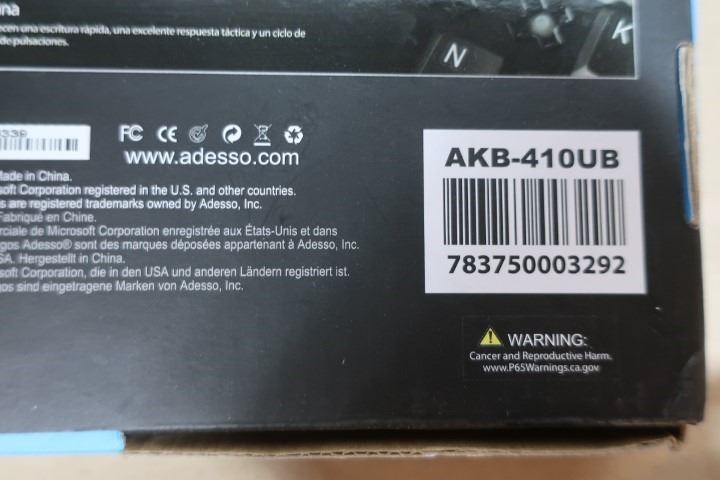 ina
ecen una escritura rápida, una excelente respuesta táctica y un ciclo de
de pulsaciones.
N
K
3339
FC CE
www.adesso.com
Made in China.
soft Corporation registered in the U.S. and other countries.
s are registered trademarks owned by Adesso, Inc.
Fabriqué en Chine.
rciale de Microsoft Corporation enregistrée aux États-Unis et dans
gos Adesso® sont des marques déposées appartenant à Adesso, Inc.
SA. Hergestellt in China.
soft Corporation, die in den USA und anderen Ländern registriert ist.
gos sind eingetragene Marken von Adesso, Inc.
AKB-410UB
783750003292
WARNING:
Cancer and Reproductive Harm.
www.P65Warnings.ca.gov